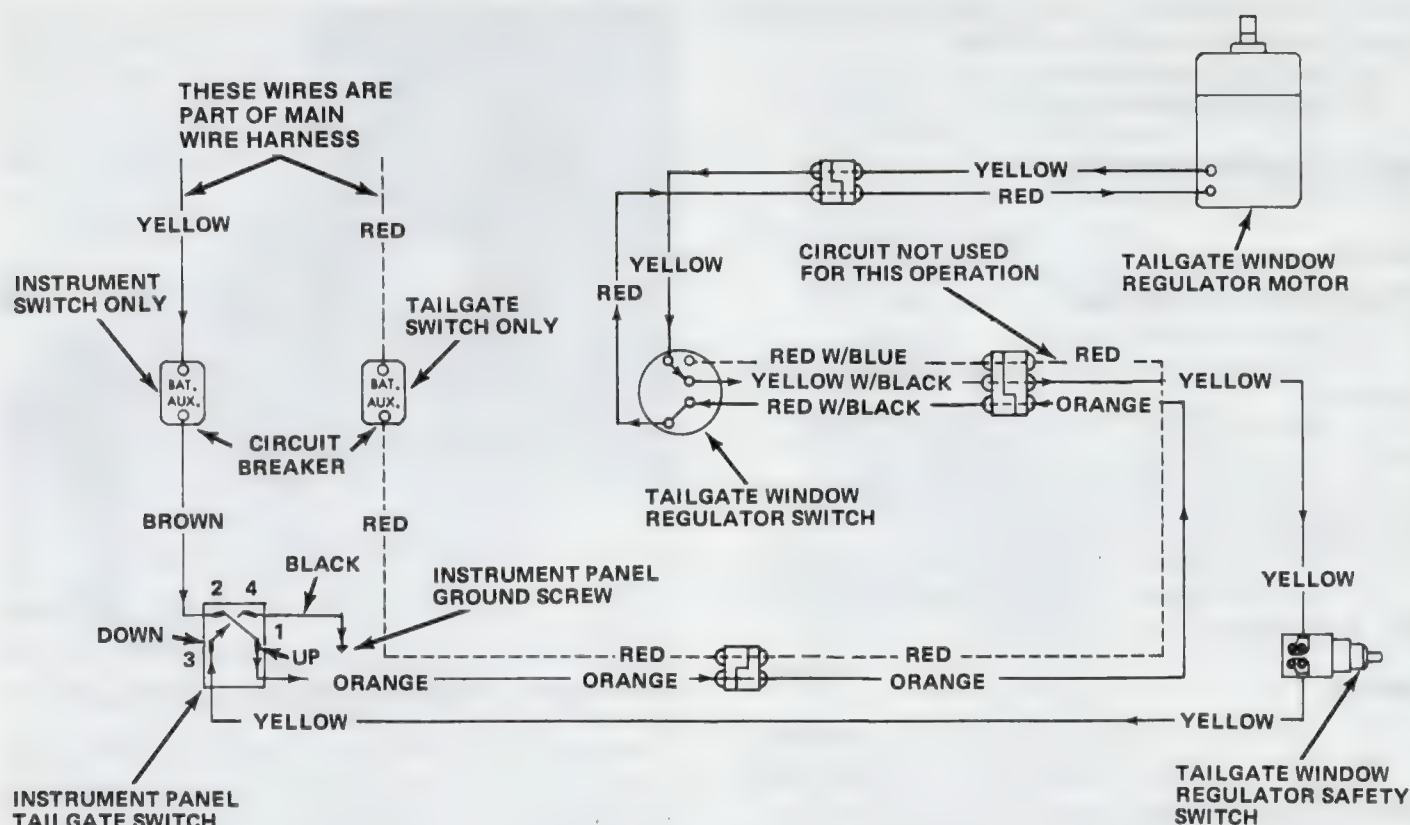 THESE WIRES ARE
PART OF MAIN
WIRE HARNESS
YELLOW
RED
INSTRUMENT
SWITCH ONLY
TAILGATE
SWITCH ONLY
BAT.
AUX.
BAT.
AUX.
CIRCUIT
BREAKER
BROWN
RED
BLACK
INSTRUMENT PANEL
GROUND SCREW
2 4
DOWN
1
3
UP
ORANGE
YELLOW
INSTRUMENT PANEL
TAILGATE SWITCH
YELLOW
RED
TAILGATE WINDOW
REGULATOR MOTOR
YELLOW
RED
CIRCUIT NOT USED
FOR THIS OPERATION
RED W/BLUE
RED
YELLOW W/BLACK
YELLOW
RED W/BLACK
ORANGE
TAILGATE WINDOW
REGULATOR SWITCH
YELLOW
RED
RED
ORANGE
ORANGE
YELLOW
TAILGATE WINDOW
REGULATOR SAFETY
SWITCH